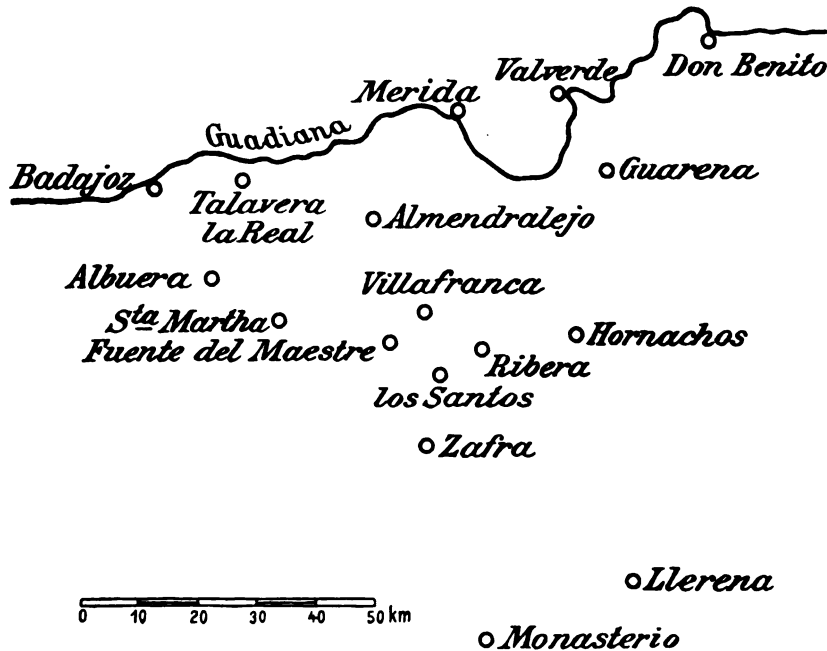 Valverde
Don Benito
Merida
Guadiana
Badajoz
Guarena
Talavera
la Real
Almendralejo
Albuera
Villafranca
Sta Martha
Hornachos
Fuente del Maestre
Ribera
los Santos
Zafra
Llerena
0 10 20 30 40 50 km
Monasterio